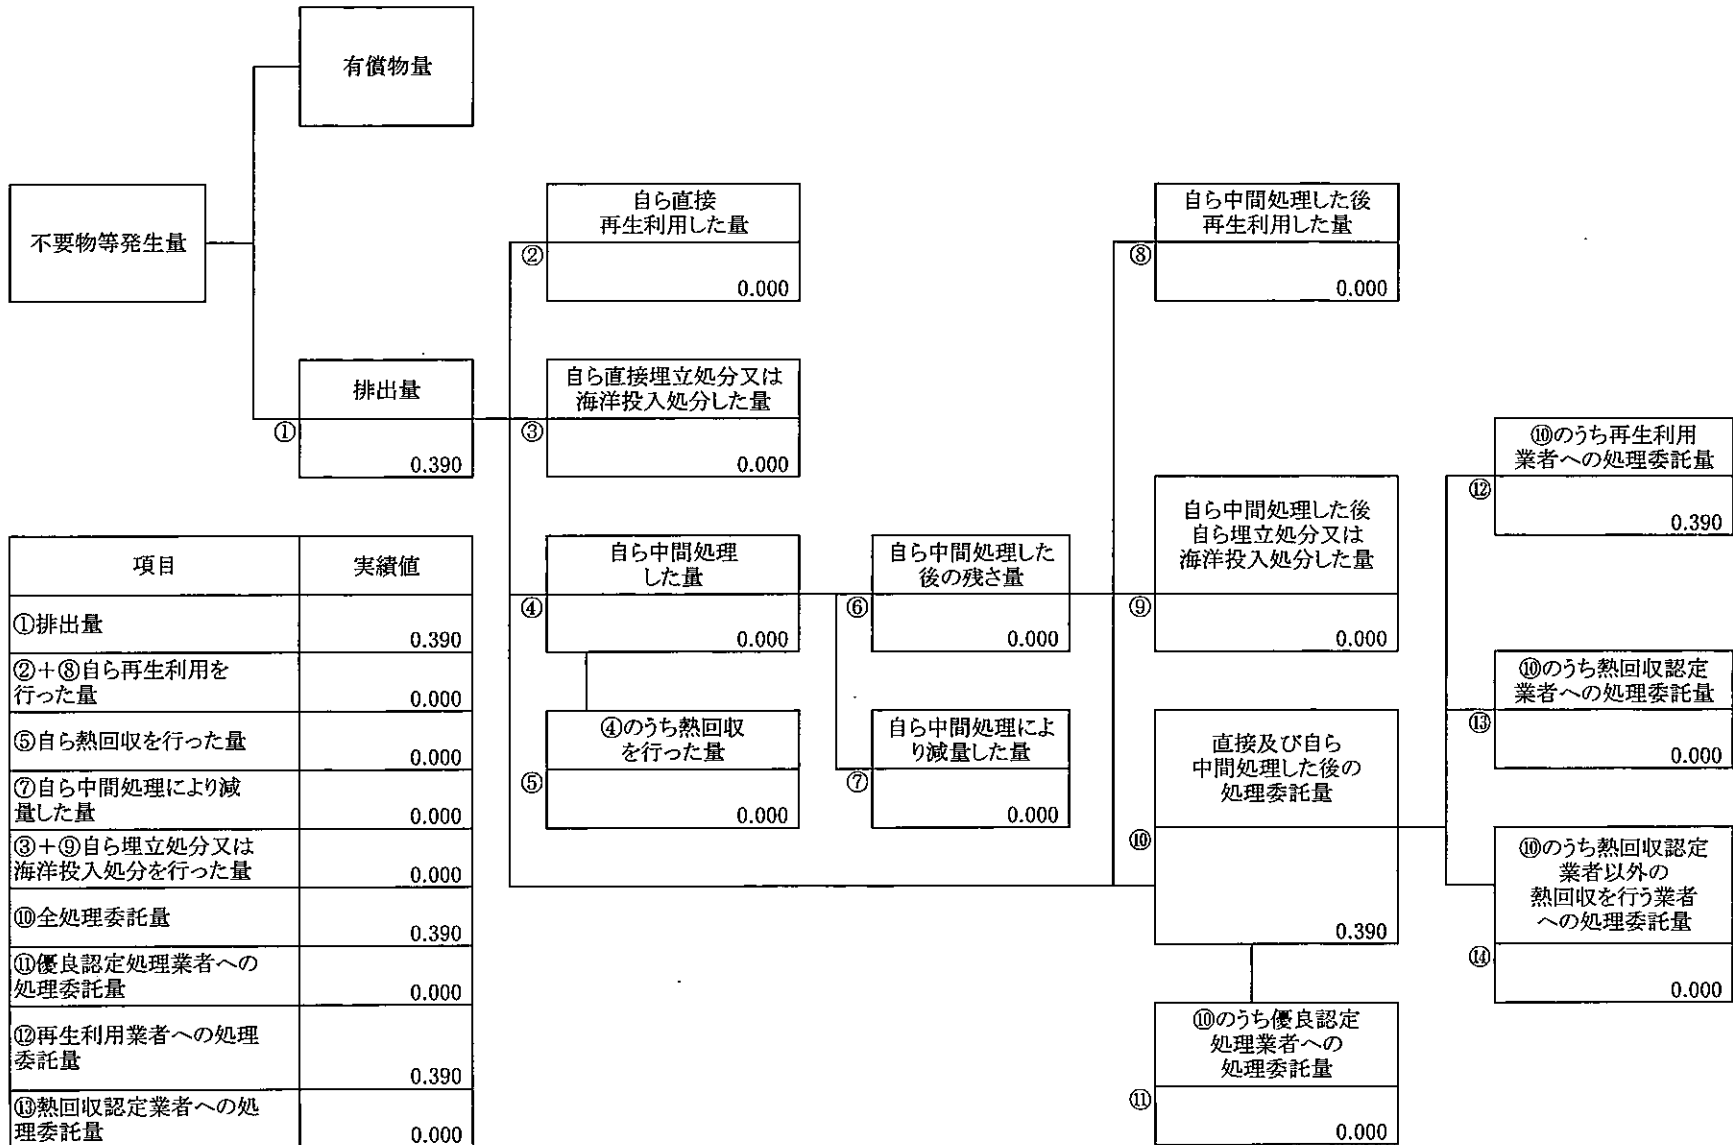 有償物量
不要物等発生量
自ら直接
再生利用した量
②
0.000
自ら中間処理した後
再生利用した量
⑧
0.000
排出量
①
0.390
自ら直接埋立処分又は
海洋投入処分した量
③
0.000
⑩のうち再生利用
業者への処理委託量
⑫
0.390
自ら中間処理
した量
④
0.000
自ら中間処理した
後の残さ量
⑥
0.000
自ら中間処理した後
自ら埋立処分又は
海洋投入処分した量
⑨
0.000
⑩のうち熱回収認定
業者への処理委託量
⑬
0.000
④のうち熱回収
を行った量
⑤
0.000
自ら中間処理によ
り減量した量
⑦
0.000
直接及び自ら
中間処理した後の
処理委託量
⑩
0.390
⑩のうち熱回収認定
業者以外の
熱回収を行う業者
への処理委託量
⑭
0.000
⑩のうち優良認定
処理業者への
処理委託量
⑪
0.000
項目 実績値
①排出量 0.390
②+⑧自ら再生利用を
行った量 0.000
⑤自ら熱回収を行った量 0.000
⑦自ら中間処理により減
量した量 0.000
③+⑨自ら埋立処分又は
海洋投入処分を行った量 0.000
⑩全処理委託量 0.390
⑪優良認定処理業者への
処理委託量 0.000
⑫再生利用業者への処理
委託量 0.390
⑬熱回収認定業者への処
理委託量 0.000